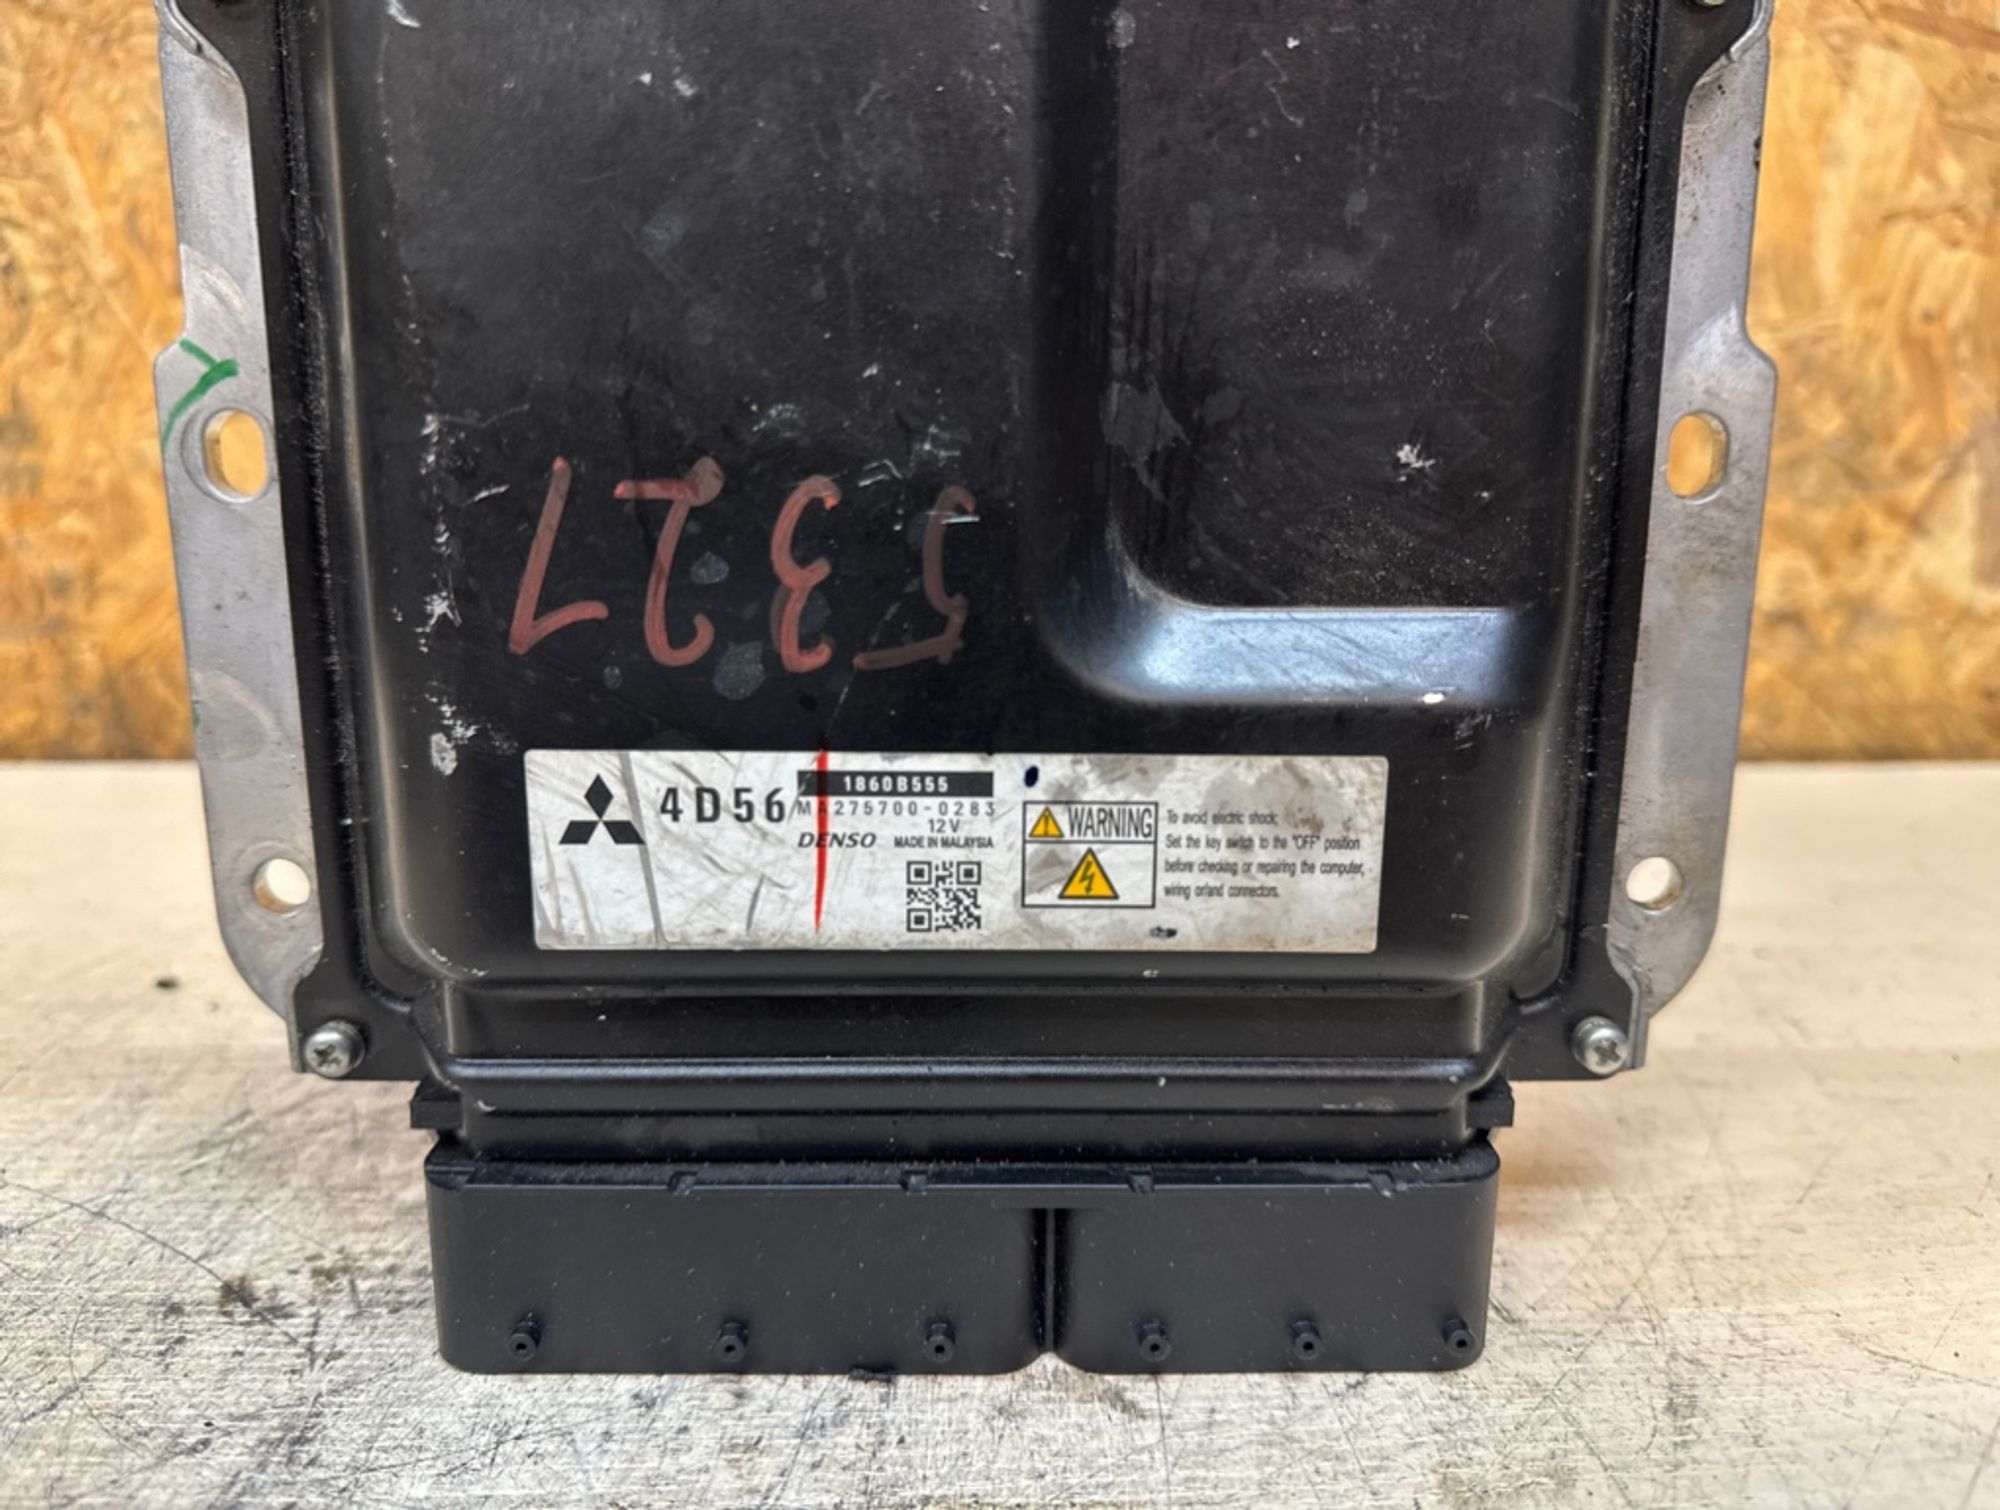 5327
4D56
1860B555
MA275700-0283
12V
DENSO MADE IN MALAYSIA
WARNING
To avoid electric shock;
Set the key switch to the "OFF" position
before checking or repairing the computer,
wiring or/and connectors.